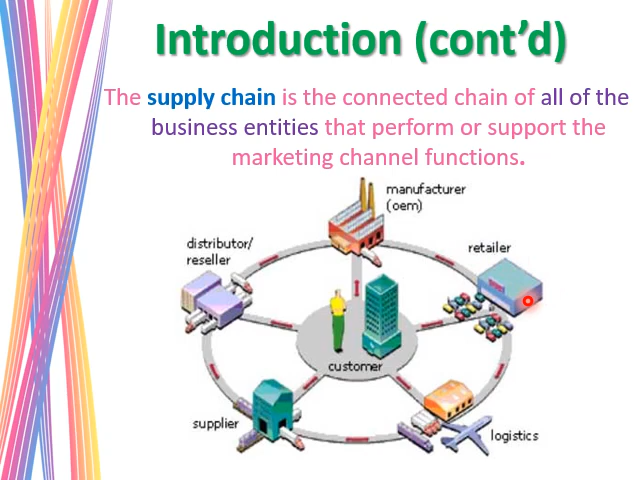 Introduction (cont’d)
The supply chain is the connected chain of all of the
business entities that perform or support the
marketing channel functions.
manufacturer
(oem)
distributor/
reseller
retailer
customer
supplier
logistics